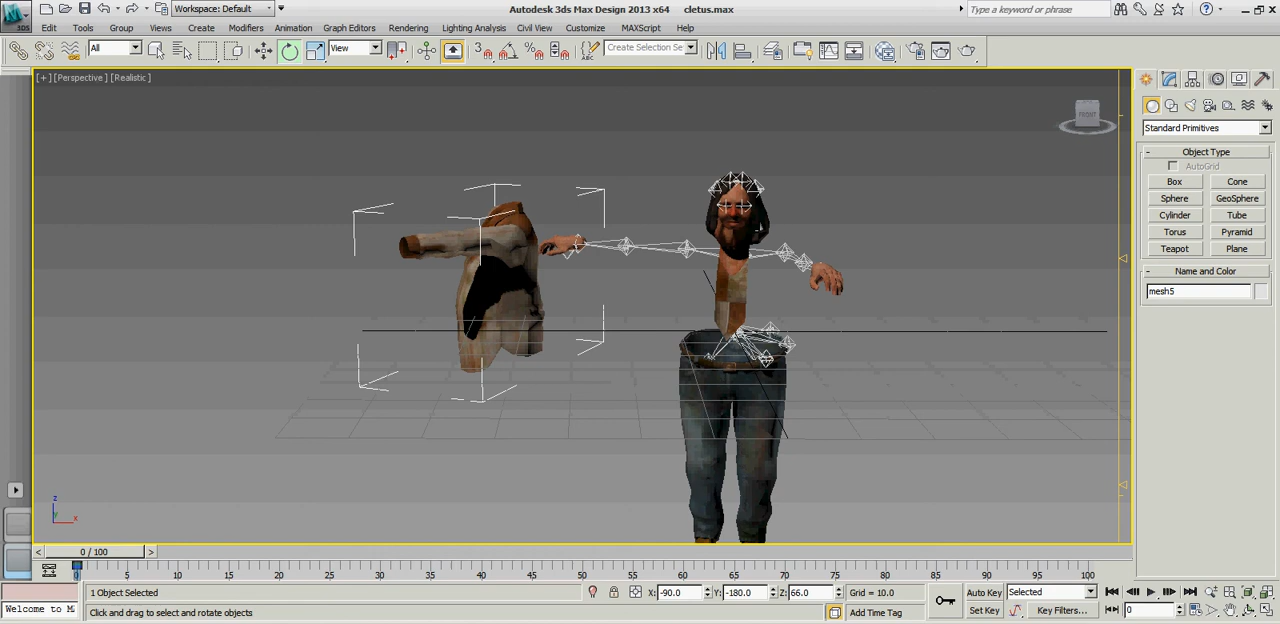 Workspace: Default
Autodesk 3ds Max Design 2013 x64 cletus.max
Type a keyword or phrase
Edit Tools Group Views Create Modifiers Animation Graph Editors Rendering Lighting Analysis Civil View Customize MAXScript Help
All
View
Create Selection Se
[ + ] [Perspective ] [Realistic ]
FRONT
Standard Primitives
- Object Type
AutoGrid
Box Cone
Sphere GeoSphere
Cylinder Tube
Torus Pyramid
Teapot Plane
- Name and Color
mesh5
z
y
x
< 0 / 100 >
0 5 10 15 20 25 30 35 40 45 50 55 60 65 70 75 80 85 90 95 100
1 Object Selected
X: -90.0 Y: -180.0 Z: 66.0 Grid = 10.0
Auto Key Selected
Welcome to M
Click and drag to select and rotate objects
Add Time Tag
Set Key Key Filters... 0